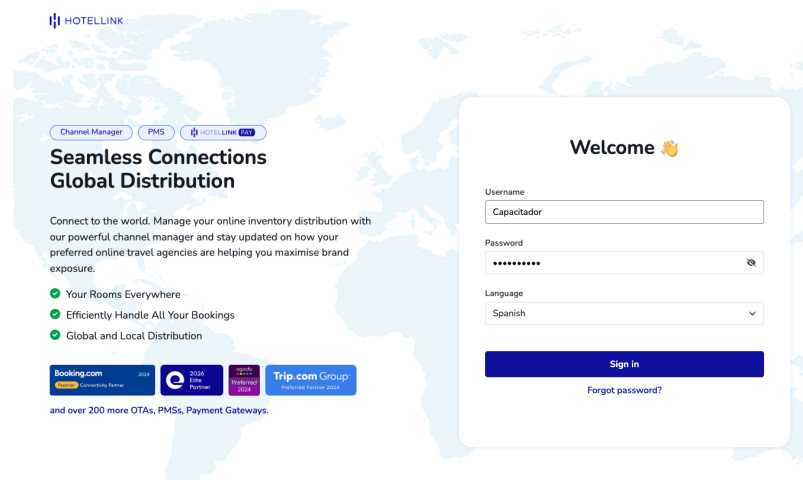 HOTELLINK
Channel Manager
PMS
HOTELLINK PAY
Seamless Connections
Global Distribution
Connect to the world. Manage your online inventory distribution with
our powerful channel manager and stay updated on how your
preferred online travel agencies are helping you maximise brand
exposure.
Your Rooms Everywhere
Efficiently Handle All Your Bookings
Global and Local Distribution
Booking.com 2024
Premier Connectivity Partner
2026
Elite
Partner
agoda
Preferred
2024
Trip.com Group
Preferred Partner 2024
and over 200 more OTAs, PMSs, Payment Gateways.
Welcome 👋
Username
Capacitador
Password
••••••••••
Language
Spanish
Sign in
Forgot password?